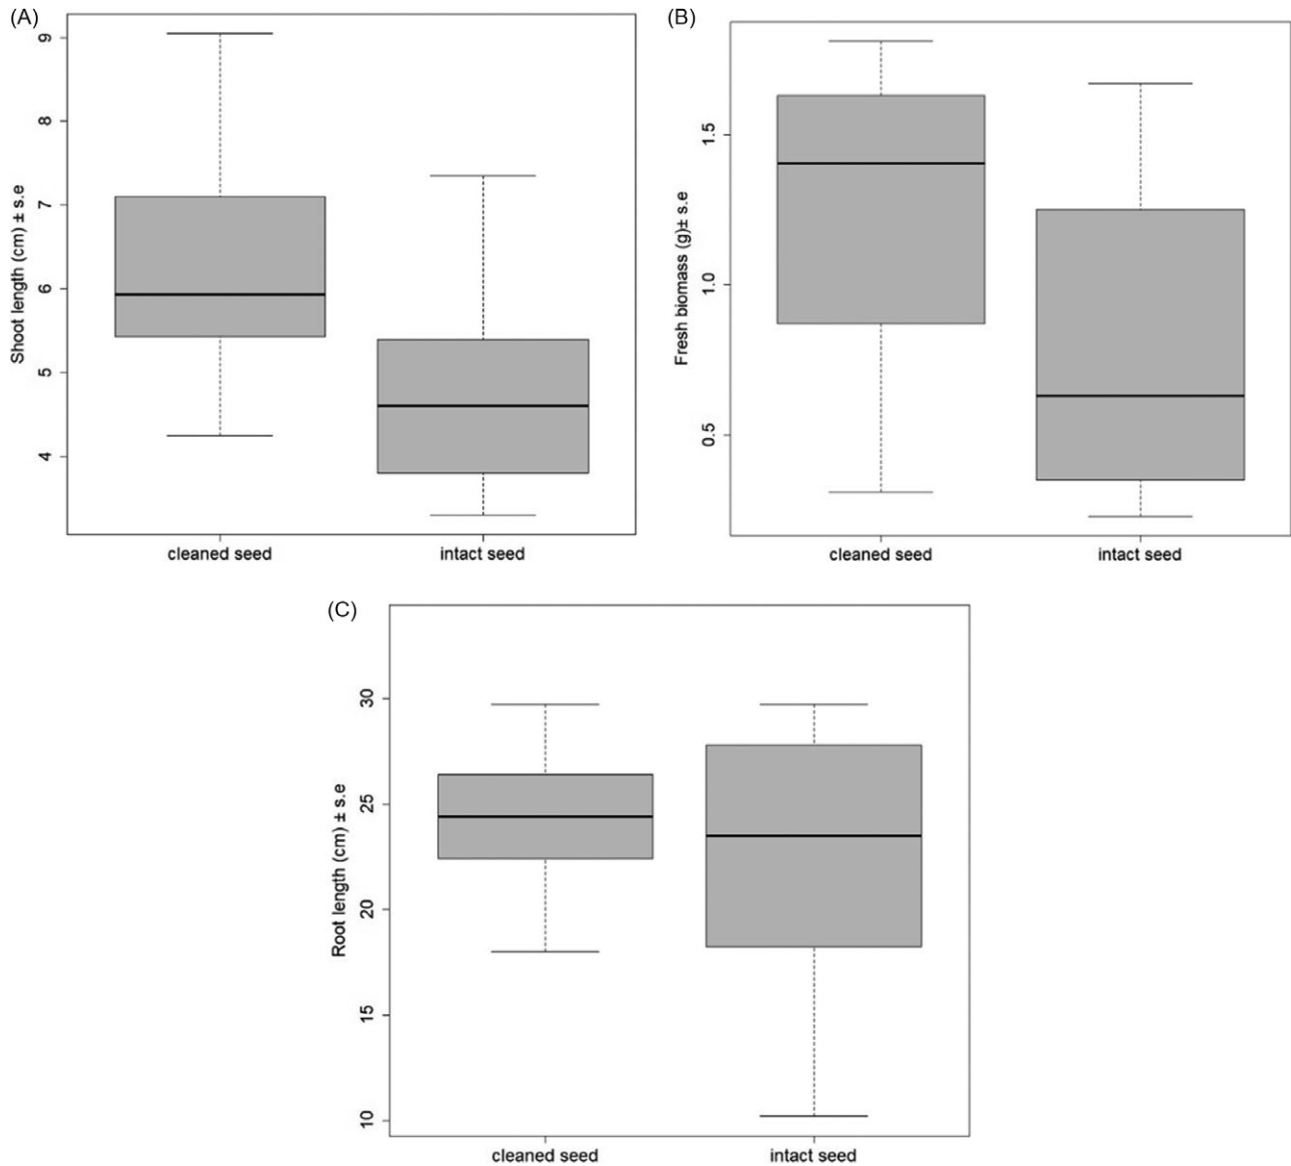 (A)
9
8
7
6
5
4
Shoot length (cm) ± s.e
cleaned seed
intact seed
(B)
1.5
1.0
0.5
Fresh biomass (g)± s.e
cleaned seed
intact seed
(C)
30
25
20
15
10
Root length (cm) ± s.e
cleaned seed
intact seed